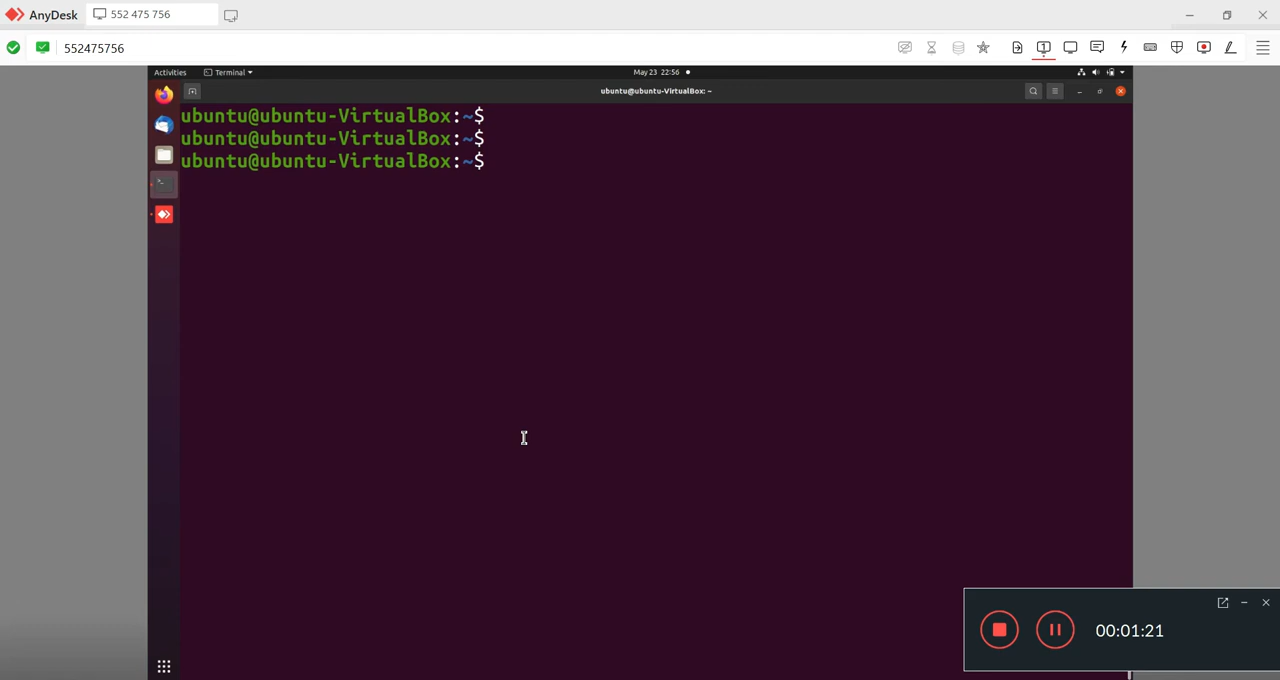 AnyDesk
552 475 756
552475756
1
Activities
Terminal
May 23 22:56
ubuntu@ubuntu-VirtualBox: ~
ubuntu@ubuntu-VirtualBox:~$
ubuntu@ubuntu-VirtualBox:~$
ubuntu@ubuntu-VirtualBox:~$
00:01:21